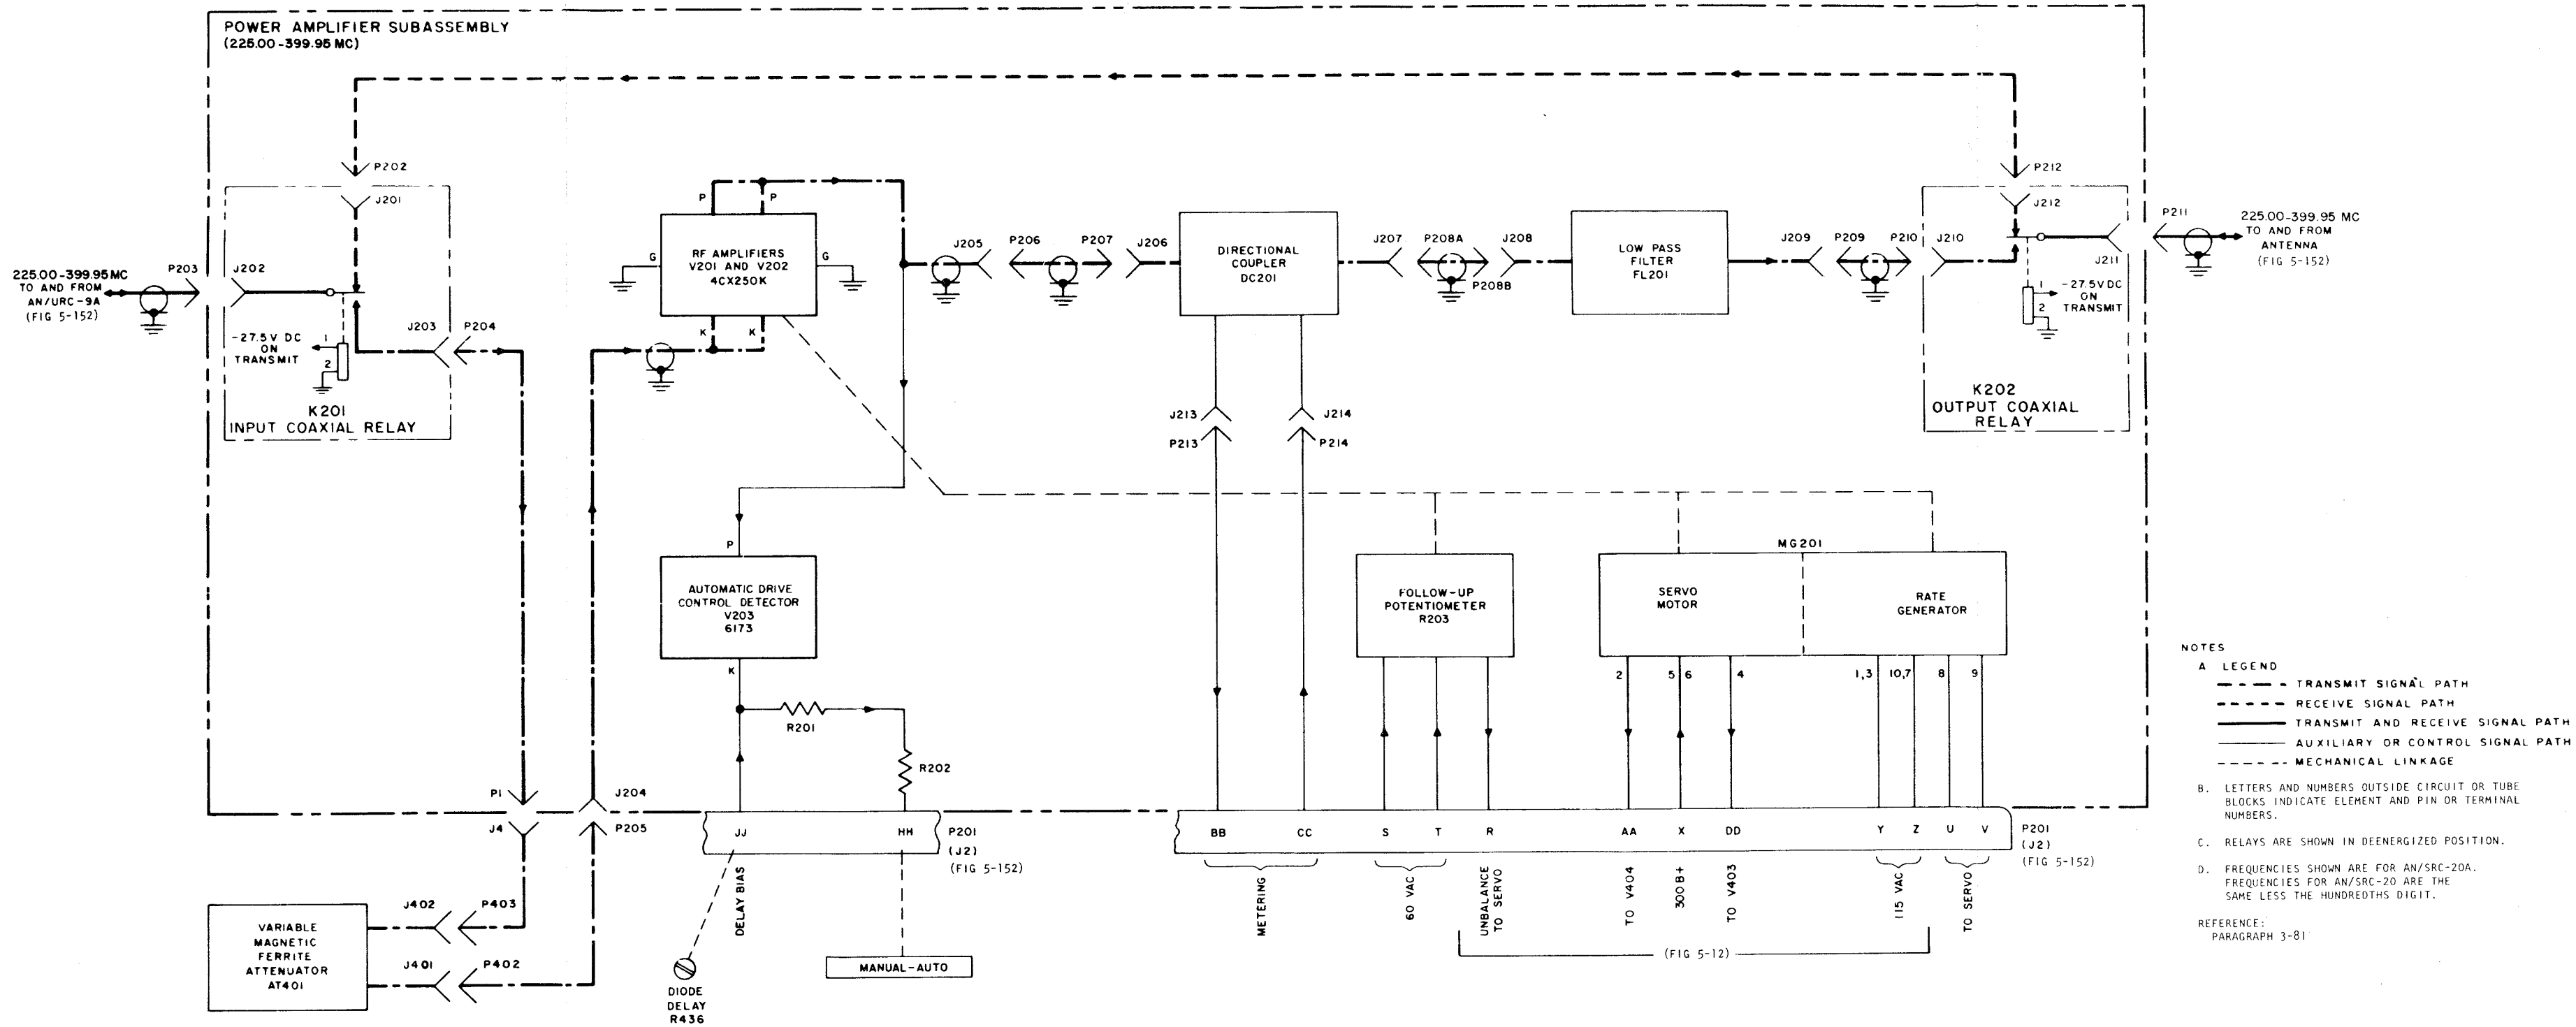 POWER AMPLIFIER SUBASSEMBLY
(225.00-399.95 MC)
P202
J201
P212
J212
225.00-399.95 MC
TO AND FROM
AN/URC-9A
(FIG 5-152)
P203
J202
-27.5V DC
ON
TRANSMIT
1
2
J203
P204
K201
INPUT COAXIAL RELAY
P
P
RF AMPLIFIERS
V201 AND V202
4CX250K
G
G
K
K
J205
P206
P207
J206
DIRECTIONAL
COUPLER
DC201
J207
P208A
P208B
J208
LOW PASS
FILTER
FL201
J209
P209
P210
J210
J211
P211
225.00-399.95 MC
TO AND FROM
ANTENNA
(FIG 5-152)
1
2
-27.5V DC
ON
TRANSMIT
K202
OUTPUT COAXIAL
RELAY
J213
P213
J214
P214
P
AUTOMATIC DRIVE
CONTROL DETECTOR
V203
6173
K
R201
R202
FOLLOW-UP
POTENTIOMETER
R203
MG201
SERVO
MOTOR
RATE
GENERATOR
2
5
6
4
1,3
10,7
8
9
P1
J4
J204
P205
JJ
HH
P201
(J2)
(FIG 5-152)
BB
CC
S
T
R
AA
X
DD
Y
Z
U
V
P201
(J2)
(FIG 5-152)
DELAY BIAS
DIODE
DELAY
R436
MANUAL-AUTO
METERING
60 VAC
UNBALANCE
TO SERVO
TO V404
300B+
TO V403
115 VAC
TO SERVO
(FIG 5-12)
VARIABLE
MAGNETIC
FERRITE
ATTENUATOR
AT401
J402
P403
J401
P402
NOTES
A LEGEND
TRANSMIT SIGNAL PATH
RECEIVE SIGNAL PATH
TRANSMIT AND RECEIVE SIGNAL PATH
AUXILIARY OR CONTROL SIGNAL PATH
MECHANICAL LINKAGE
B. LETTERS AND NUMBERS OUTSIDE CIRCUIT OR TUBE
BLOCKS INDICATE ELEMENT AND PIN OR TERMINAL
NUMBERS.
C. RELAYS ARE SHOWN IN DEENERGIZED POSITION.
D. FREQUENCIES SHOWN ARE FOR AN/SRC-20A.
FREQUENCIES FOR AN/SRC-20 ARE THE
SAME LESS THE HUNDREDTHS DIGIT.
REFERENCE:
PARAGRAPH 3-81